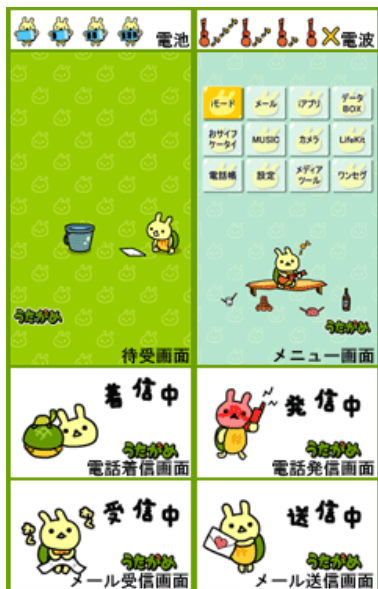 電池
電波
iモード
メール
iアプリ
データ
BOX
おサイフ
ケータイ
MUSIC
カメラ
LifeKit
電話帳
設定
メディア
ツール
ワンセグ
うたがめ
待受画面
うたがめ
メニュー画面
着信中
うたがめ
電話着信画面
発信中
うたがめ
電話発信画面
受信中
うたがめ
メール受信画面
送信中
うたがめ
メール送信画面